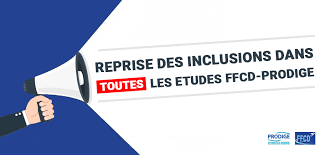 REPRISE DES INCLUSIONS DANS
TOUTES LES ETUDES FFCD-PRODIGE
PRODIGE
FFCD